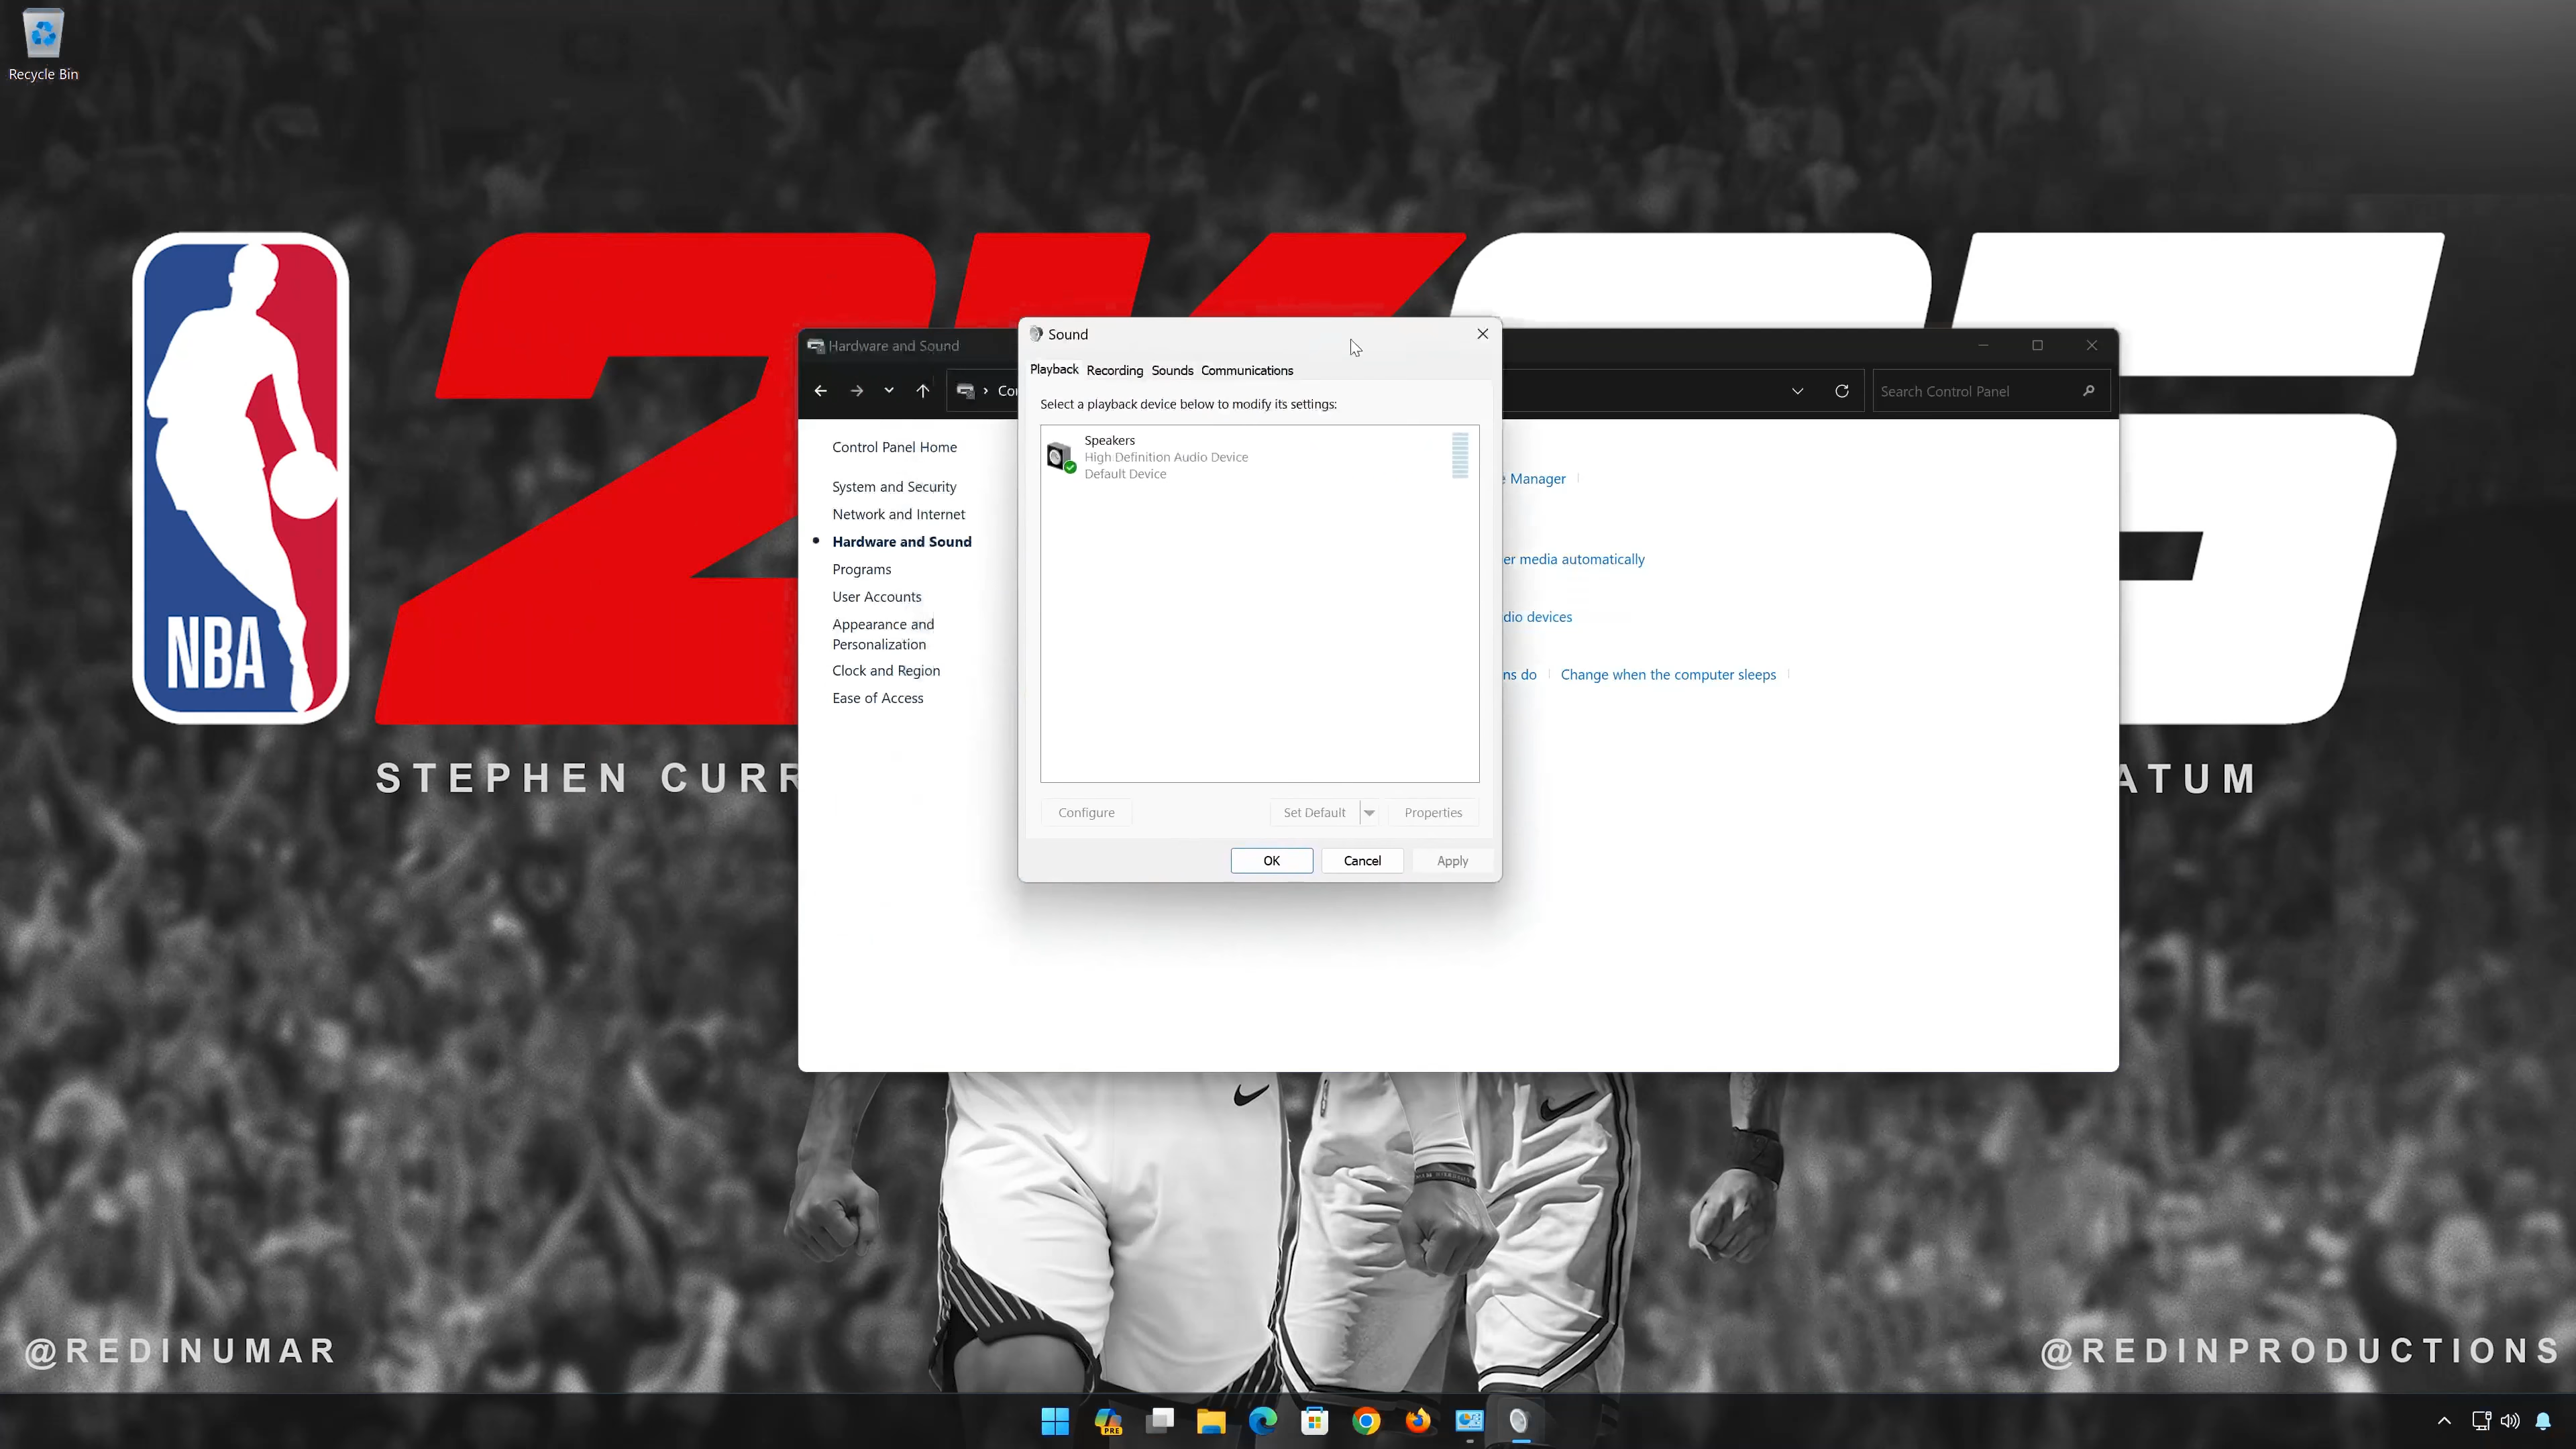 Recycle Bin
NBA
2K
STEPHEN CURR
ATUM
@REDINUMAR
@REDINPRODUCTIONS
Hardware and Sound
Con
Search Control Panel
Control Panel Home
System and Security
Network and Internet
Hardware and Sound
Programs
User Accounts
Appearance and
Personalization
Clock and Region
Ease of Access
e Manager
er media automatically
dio devices
ns do
Change when the computer sleeps
Sound
Playback Recording Sounds Communications
Select a playback device below to modify its settings:
Speakers
High Definition Audio Device
Default Device
Configure
Set Default
Properties
OK
Cancel
Apply
PRE